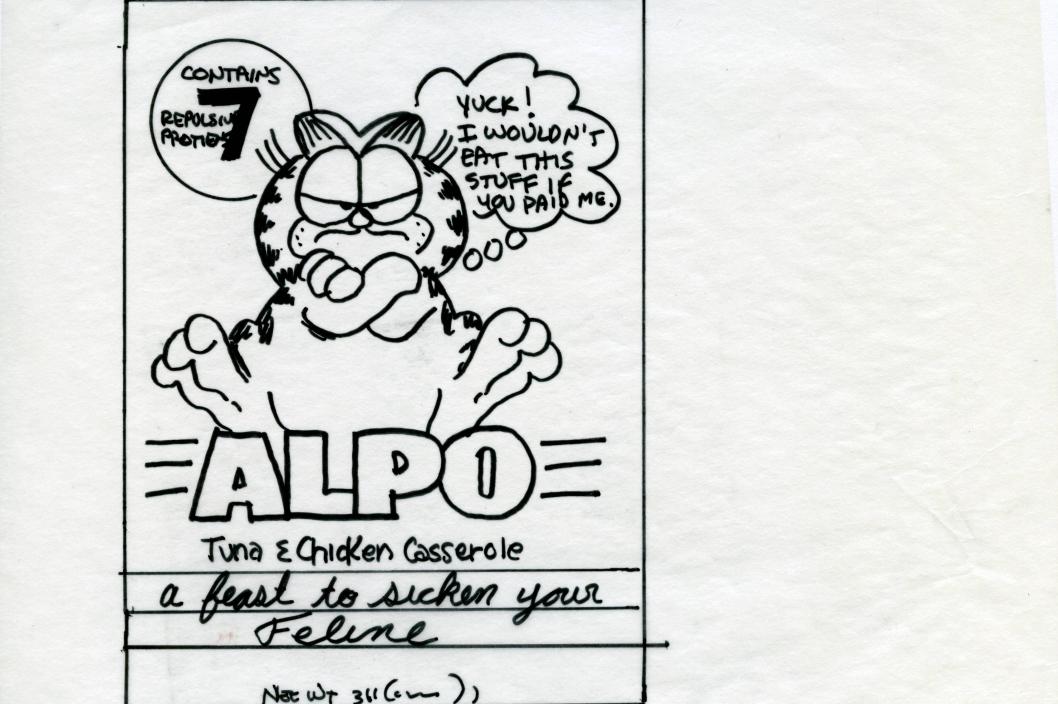 CONTAINS
7
REPULSIVE
PROTIENS
YUCK!
I WOULDN'T
EAT THIS
STUFF IF
YOU PAID ME.
ALPO
Tuna & Chicken Casserole
a feast to sicken your
Feline
Net Wt